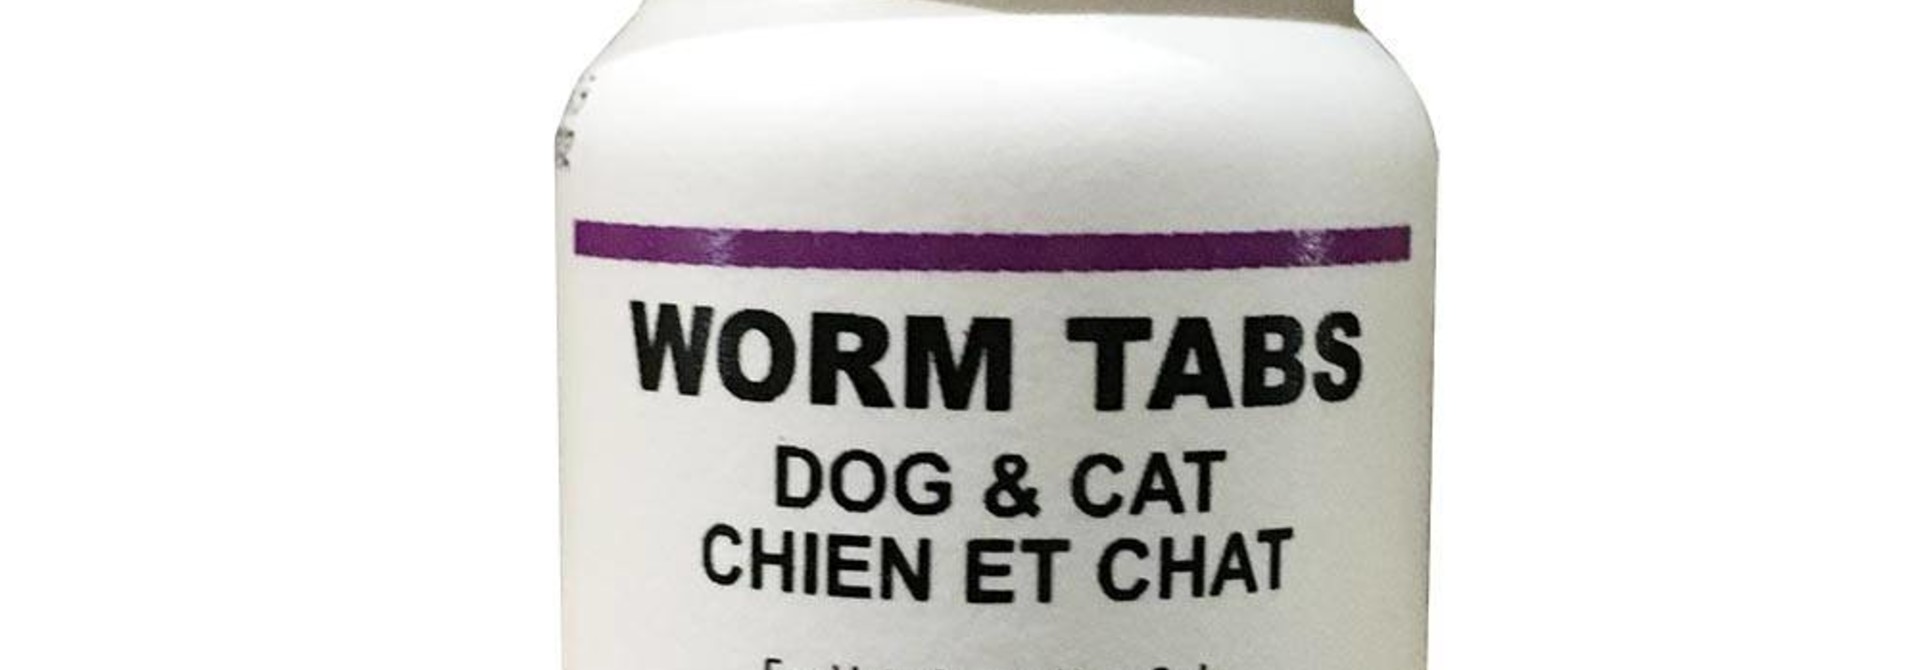 WORM TABS
DOG & CAT
CHIEN ET CHAT